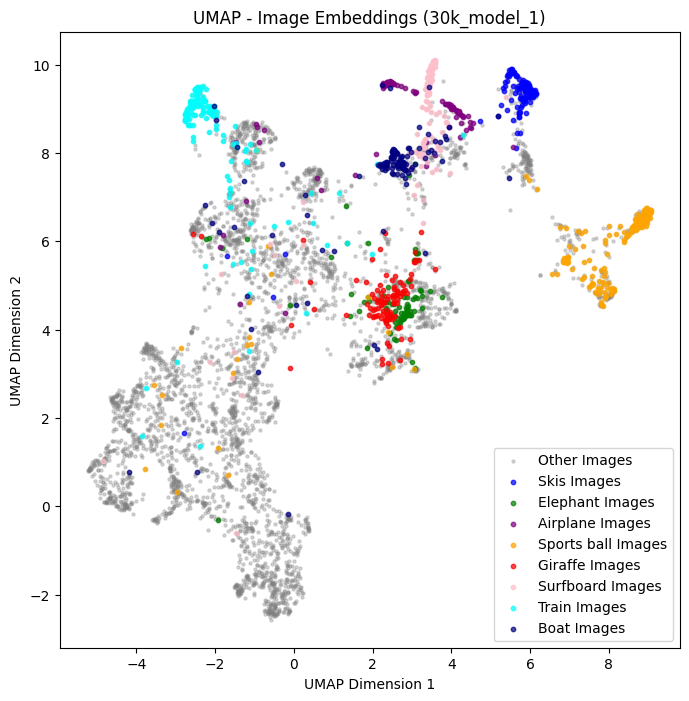 UMAP - Image Embeddings (30k_model_1)
UMAP Dimension 2
10
8
6
4
2
0
−2
−4
−2
0
2
4
6
8
UMAP Dimension 1
Other Images
Skis Images
Elephant Images
Airplane Images
Sports ball Images
Giraffe Images
Surfboard Images
Train Images
Boat Images